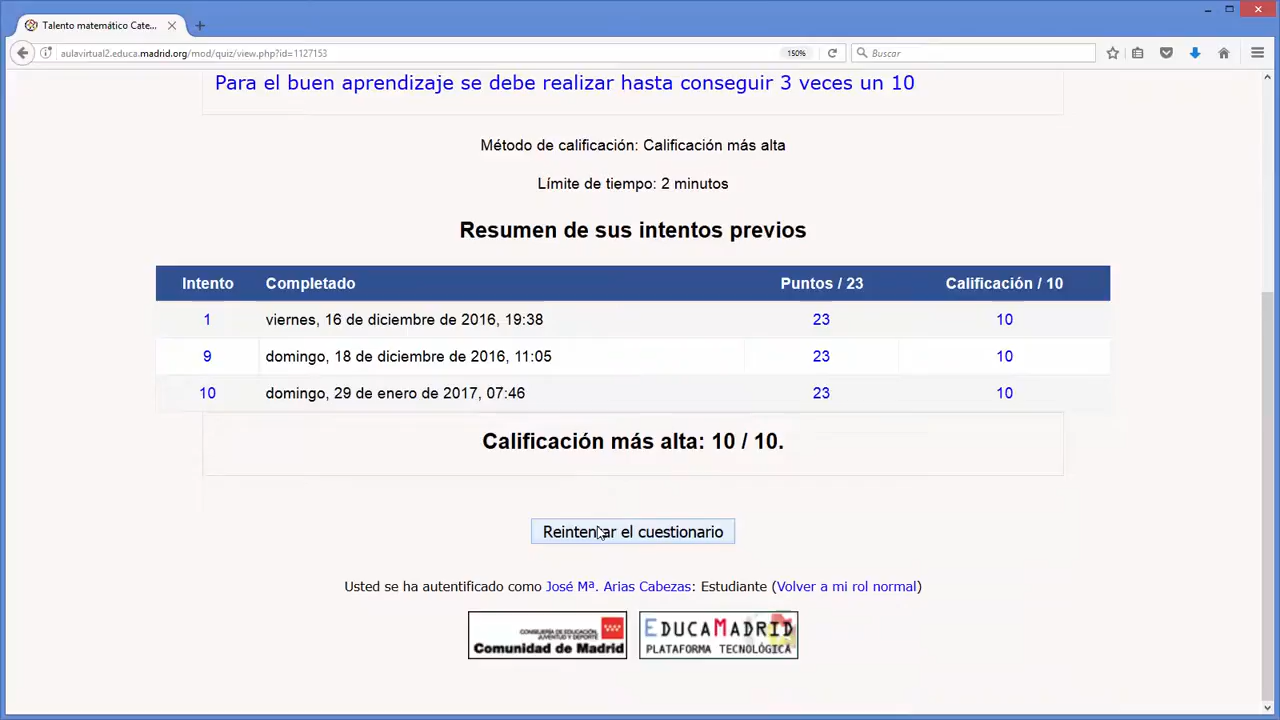 Talento matemático Cate...
aulavirtual2.educa.madrid.org/mod/quiz/view.php?id=1127153
150%
Buscar
Para el buen aprendizaje se debe realizar hasta conseguir 3 veces un 10
Método de calificación: Calificación más alta
Límite de tiempo: 2 minutos
Resumen de sus intentos previos
Intento Completado Puntos / 23 Calificación / 10
1 viernes, 16 de diciembre de 2016, 19:38 23 10
9 domingo, 18 de diciembre de 2016, 11:05 23 10
10 domingo, 29 de enero de 2017, 07:46 23 10
Calificación más alta: 10 / 10.
Reintentar el cuestionario
Usted se ha autentificado como José Mª. Arias Cabezas: Estudiante (Volver a mi rol normal)
CONSEJERÍA DE EDUCACIÓN,
JUVENTUD Y DEPORTE
Comunidad de Madrid
EDUCAMADRID
PLATAFORMA TECNOLÓGICA